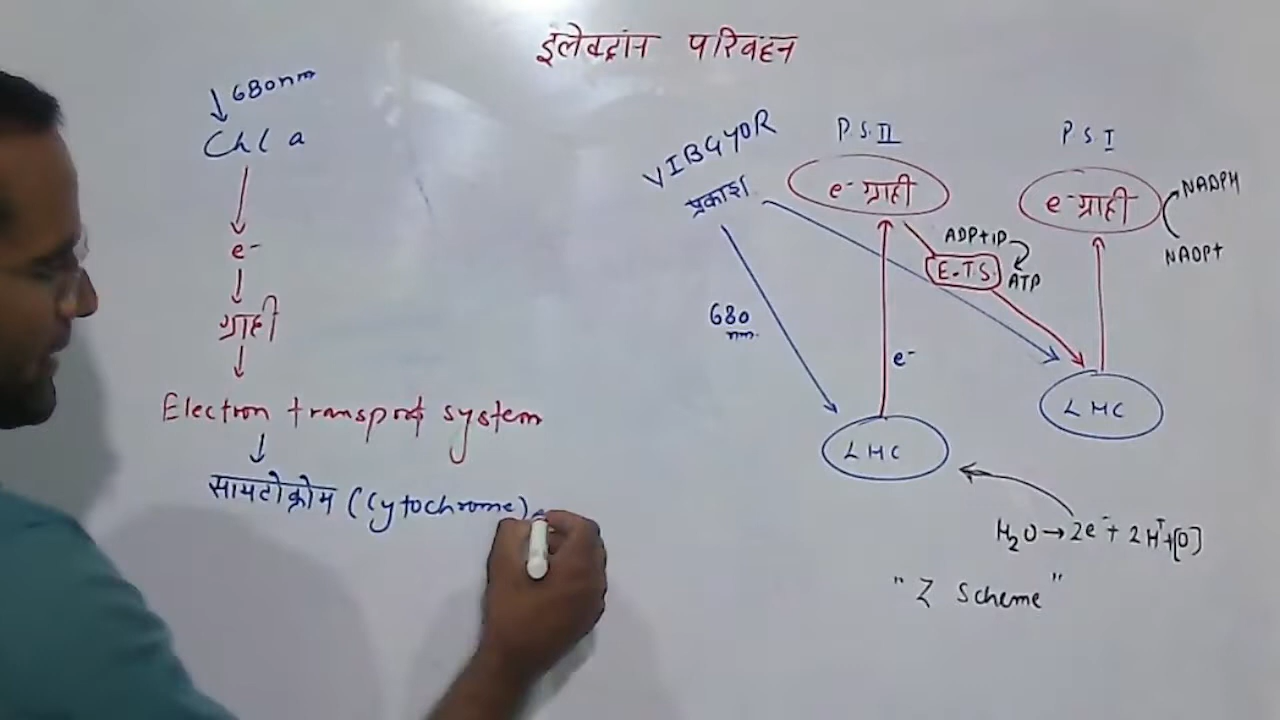 इलेक्ट्रॉन परिवहन
680nm
Chl a
e-
ग्राही
Electron transport system
सायटोक्रोम (Cytochrome)
VIBGYOR
प्रकाश
680
nm.
P.S.II
e- ग्राही
P.S.I
e- ग्राही
NADPH
NADP+
ADP+iP
E.T.S.
ATP
e-
LHC
LHC
H2O→2e-+ 2H++[O]
"Z Scheme"